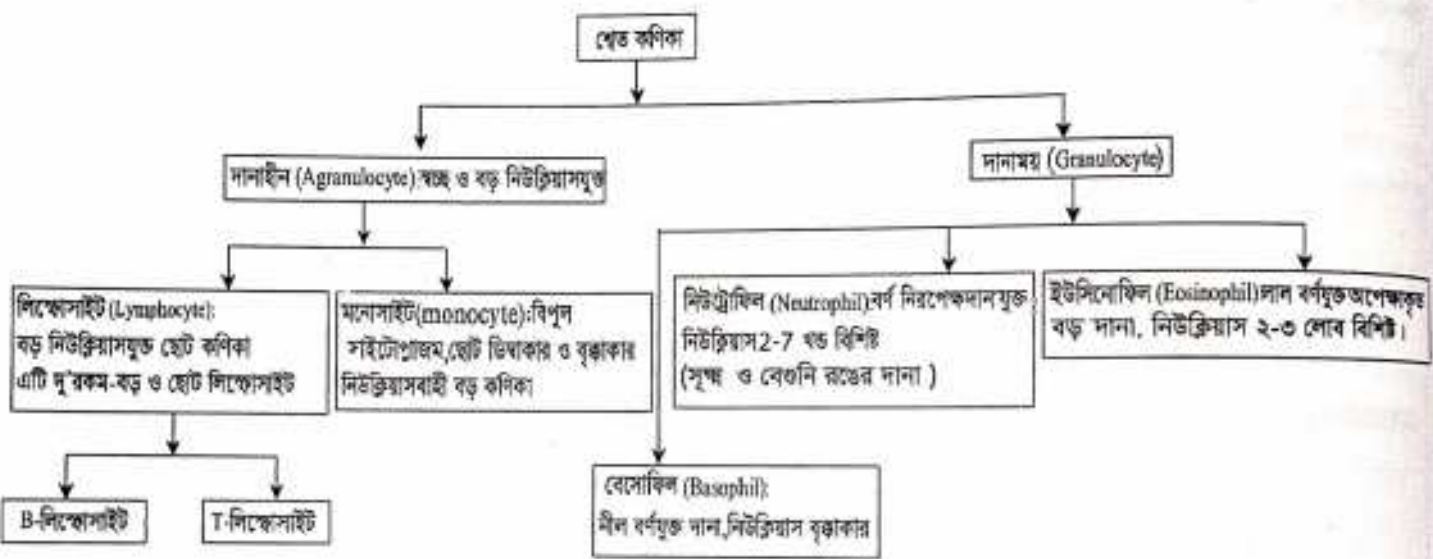 শ্বেত কণিকা
দানাহীন (Agranulocyte) স্বচ্ছ ও বড় নিউক্লিয়াসযুক্ত
দানাময় (Granulocyte)
লিম্ফোসাইট (Lymphocyte):
বড় নিউক্লিয়াসযুক্ত ছোট কণিকা
এটি দু'রকম-বড় ও ছোট লিম্ফোসাইট
মনোসাইট(monocyte):বিপুল
সাইটোপ্লাজম,ছোট ডিম্বাকার ও বৃক্কাকার
নিউক্লিয়াসবাহী বড় কণিকা
নিউট্রোফিল (Neutrophil):বর্ণ নিরপেক্ষদানযুক্ত
নিউক্লিয়াস2-7 খন্ড বিশিষ্ট
(সূক্ষ্ম ও বেগুনি রঙের দানা )
ইউসিনোফিল (Eosinophil):লাল বর্ণযুক্ত অপেক্ষাকৃত
বড় দানা, নিউক্লিয়াস ২-৩ লোব বিশিষ্ট।
B-লিম্ফোসাইট
T-লিম্ফোসাইট
বেসোফিল (Basophil):
নীল বর্ণযুক্ত দানা,নিউক্লিয়াস বৃক্কাকার